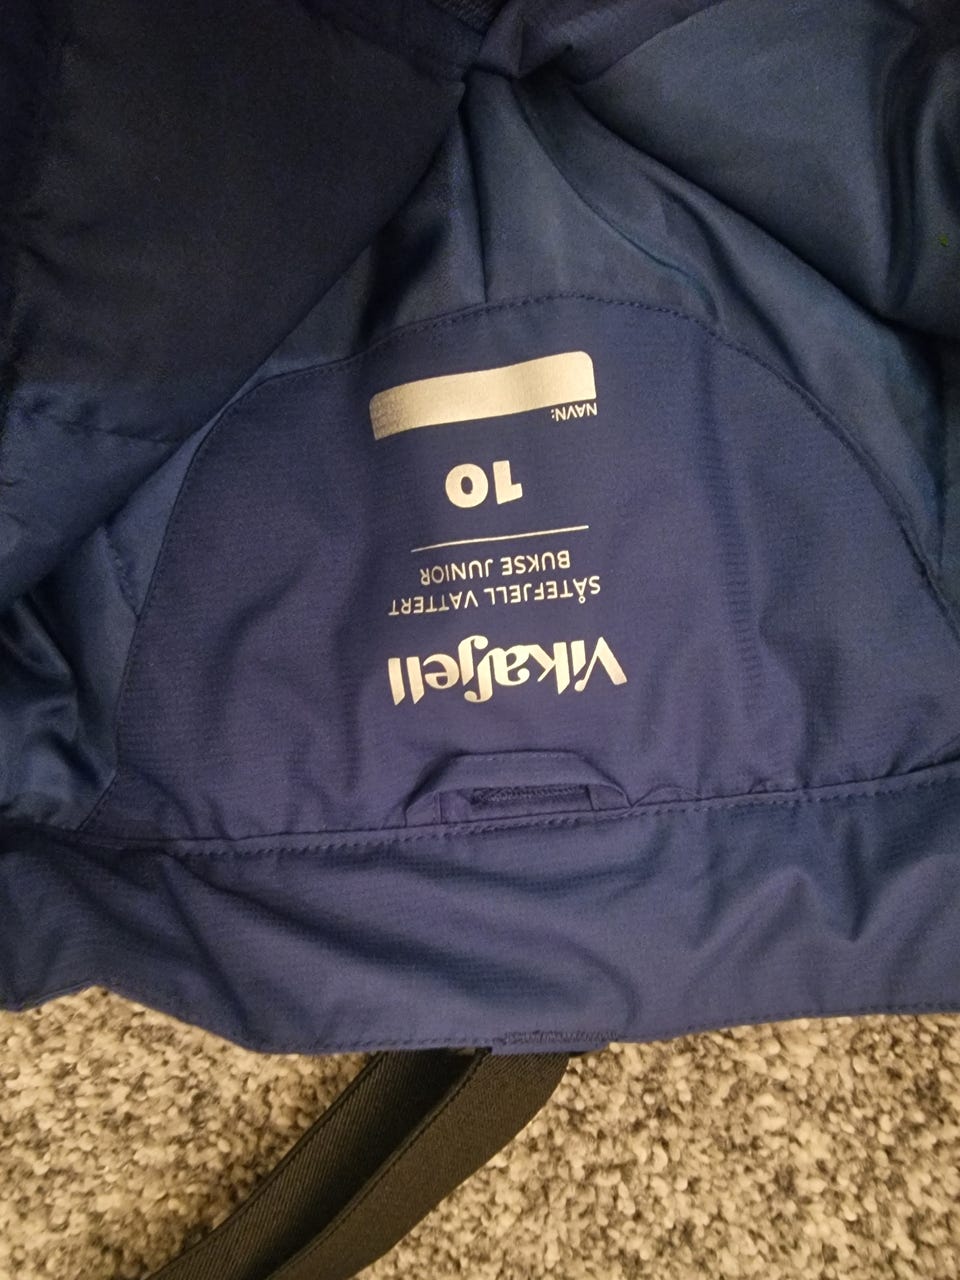 Vikafjell
SÅTEFJELL VATTERT
BUKSE JUNIOR
10
NAVN: